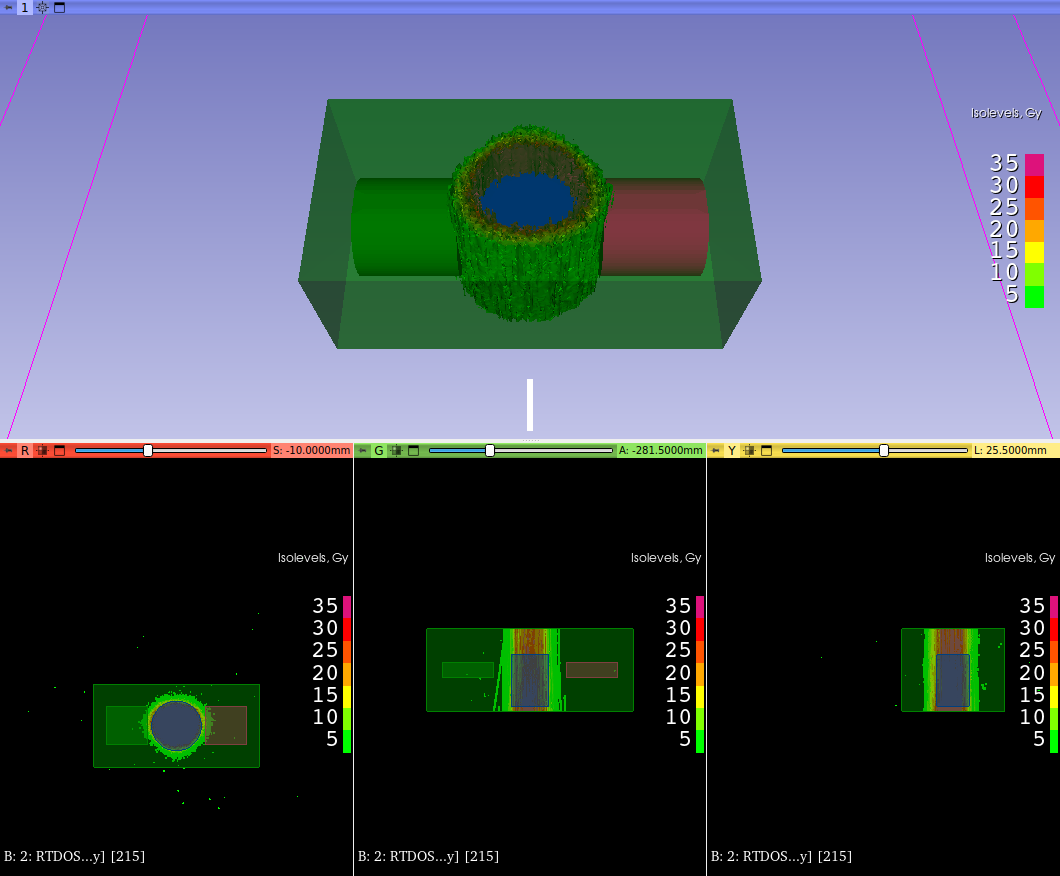 1
Isolevels, Gy
35
30
25
20
15
10
5
R
S: -10.0000mm
G
A: -281.5000mm
Y
L: 25.5000mm
Isolevels, Gy
35
30
25
20
15
10
5
B: 2: RTDOS...y] [215]
Isolevels, Gy
35
30
25
20
15
10
5
B: 2: RTDOS...y] [215]
Isolevels, Gy
35
30
25
20
15
10
5
B: 2: RTDOS...y] [215]